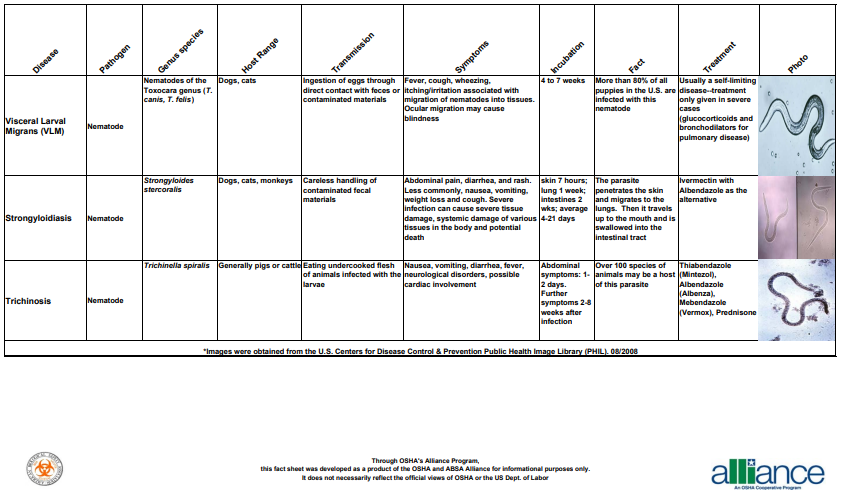 Disease
Pathogen
Genus species
Host Range
Transmission
Symptoms
Incubation
Fact
Treatment
Photo
Visceral Larval
Migrans (VLM)
Nematode
Nematodes of the
Toxocara genus (T.
canis, T. felis)
Dogs, cats
Ingestion of eggs through
direct contact with feces or
contaminated materials
Fever, cough, wheezing,
itching/irritation associated with
migration of nematodes into tissues.
Ocular migration may cause
blindness
4 to 7 weeks
More than 80% of all
puppies in the U.S. are
infected with this
nematode
Usually a self-limiting
disease--treatment
only given in severe
cases
(glucocorticoids and
bronchodilators for
pulmonary disease)
Strongyloidiasis
Nematode
Strongyloides
stercoralis
Dogs, cats, monkeys
Careless handling of
contaminated fecal
materials
Abdominal pain, diarrhea, and rash.
Less commonly, nausea, vomiting,
weight loss and cough. Severe
infection can cause severe tissue
damage, systemic damage of various
tissues in the body and potential
death
skin 7 hours;
lung 1 week;
intestines 2
wks; average
4-21 days
The parasite
penetrates the skin
and migrates to the
lungs. Then it travels
up to the mouth and is
swallowed into the
intestinal tract
Ivermectin with
Albendazole as the
alternative
Trichinosis
Nematode
Trichinella spiralis
Generally pigs or cattle
Eating undercooked flesh
of animals infected with the
larvae
Nausea, vomiting, diarrhea, fever,
neurological disorders, possible
cardiac involvement
Abdominal
symptoms: 1-
2 days.
Further
symptoms 2-8
weeks after
infection
Over 100 species of
animals may be a host
of this parasite
Thiabendazole
(Mintezol),
Albendazole
(Albenza),
Mebendazole
(Vermox), Prednisone
*Images were obtained from the U.S. Centers for Disease Control & Prevention Public Health Image Library (PHIL). 08/2008
Through OSHA's Alliance Program,
this fact sheet was developed as a product of the OSHA and ABSA Alliance for informational purposes only.
It does not necessarily reflect the official views of OSHA or the US Dept. of Labor
alliance
An OSHA Cooperative Program